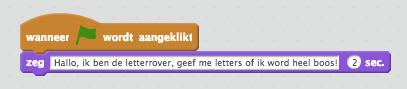 wanneer wordt aangeklikt
zeg Hallo, ik ben de letterrover, geef me letters of ik word heel boos! 2 sec.